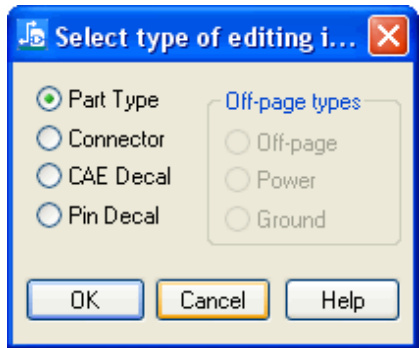 Select type of editing i...
Part Type
Connector
CAE Decal
Pin Decal
Off-page types
Off-page
Power
Ground
OK
Cancel
Help